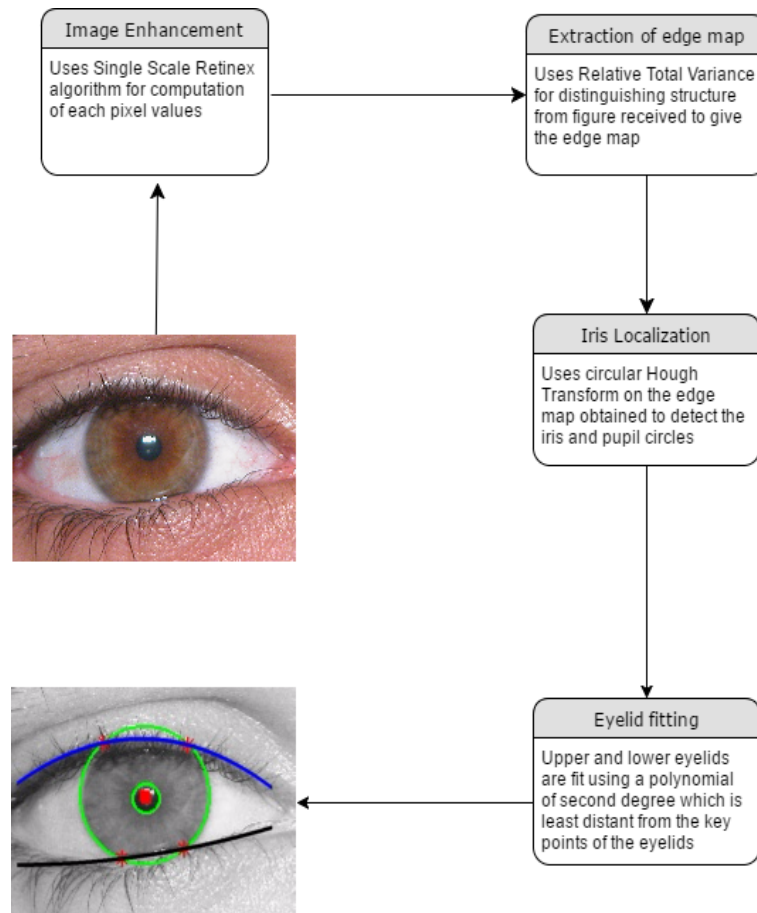 Image Enhancement
Uses Single Scale Retinex
algorithm for computation
of each pixel values
Extraction of edge map
Uses Relative Total Variance
for distinguishing structure
from figure received to give
the edge map
Iris Localization
Uses circular Hough
Transform on the edge
map obtained to detect the
iris and pupil circles
Eyelid fitting
Upper and lower eyelids
are fit using a polynomial
of second degree which is
least distant from the key
points of the eyelids